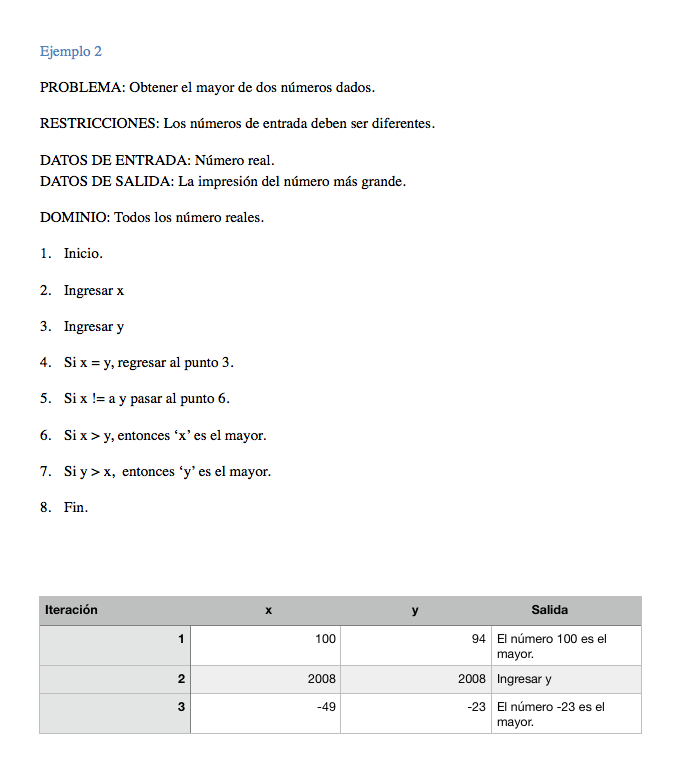 Ejemplo 2
PROBLEMA: Obtener el mayor de dos números dados.
RESTRICCIONES: Los números de entrada deben ser diferentes.
DATOS DE ENTRADA: Número real.
DATOS DE SALIDA: La impresión del número más grande.
DOMINIO: Todos los número reales.
1. Inicio.
2. Ingresar x
3. Ingresar y
4. Si x = y, regresar al punto 3.
5. Si x != a y pasar al punto 6.
6. Si x > y, entonces ‘x’ es el mayor.
7. Si y > x, entonces ‘y’ es el mayor.
8. Fin.
Iteración x y Salida
1 100 94 El número 100 es el
mayor.
2 2008 2008 Ingresar y
3 -49 -23 El número -23 es el
mayor.